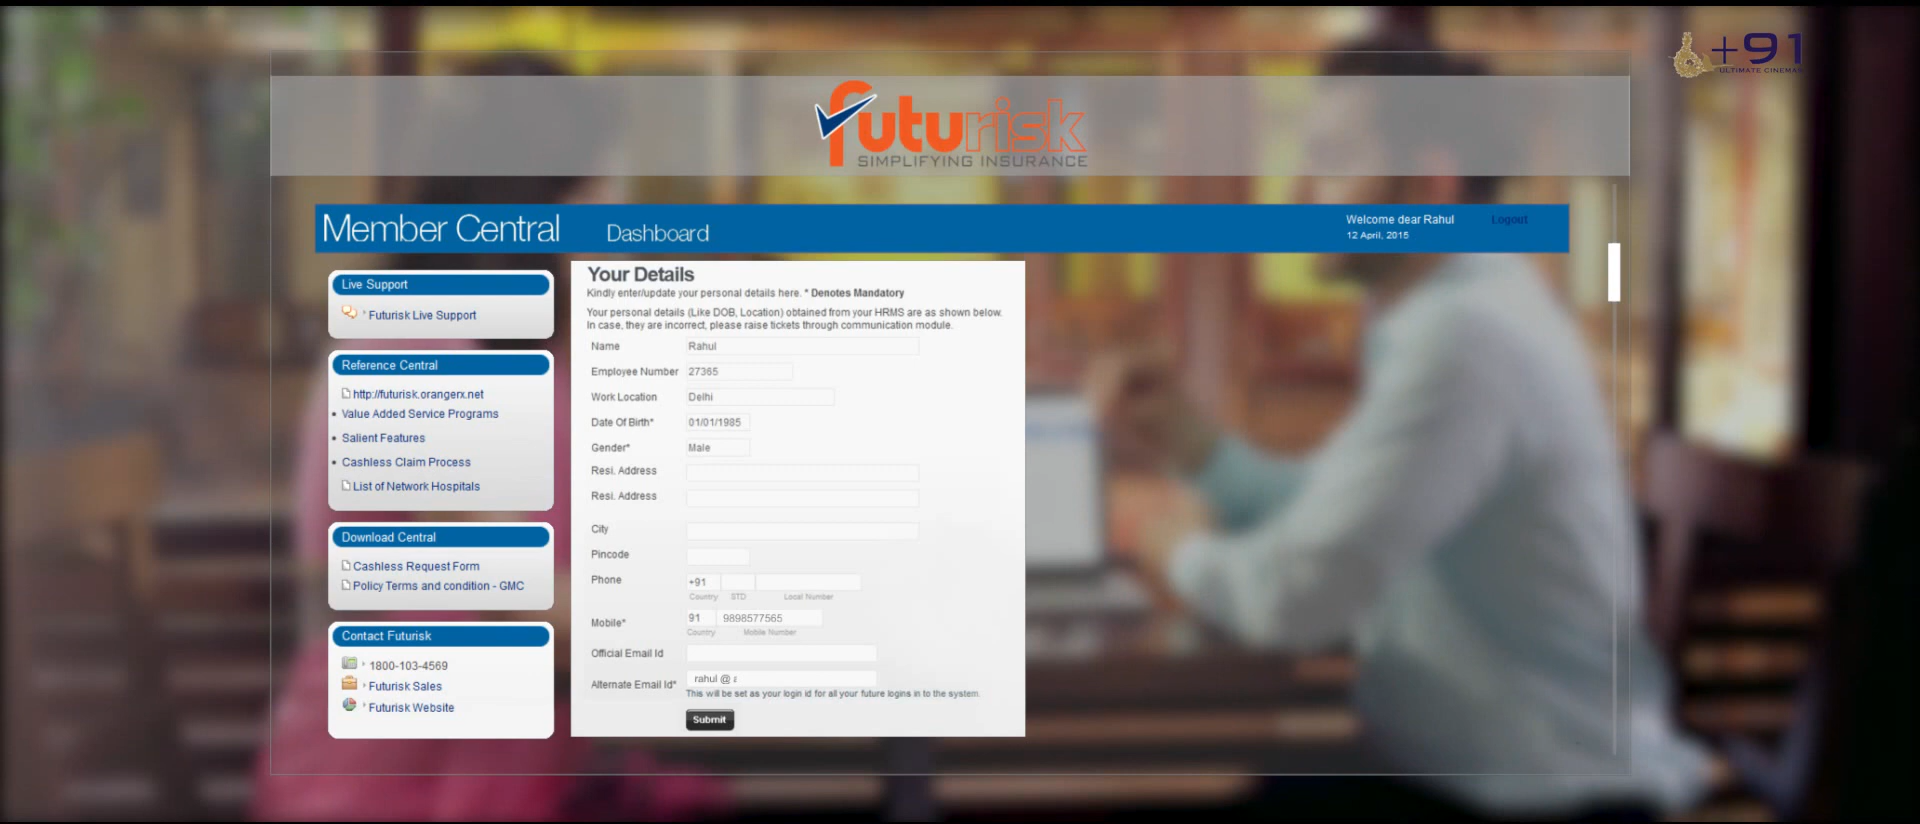 +91
ULTIMATE CINEMAS
futurisk
SIMPLIFYING INSURANCE
Member Central
Dashboard
Welcome dear Rahul
12 April, 2015
Logout
Live Support
Futurisk Live Support
Reference Central
http://futurisk.orangerx.net
Value Added Service Programs
Salient Features
Cashless Claim Process
List of Network Hospitals
Download Central
Cashless Request Form
Policy Terms and condition - GMC
Contact Futurisk
1800-103-4569
Futurisk Sales
Futurisk Website
Your Details
Kindly enter/update your personal details here. * Denotes Mandatory
Your personal details (Like DOB, Location) obtained from your HRMS are as shown below.
In case, they are incorrect, please raise tickets through communication module.
Name Rahul
Employee Number 27365
Work Location Delhi
Date Of Birth* 01/01/1985
Gender* Male
Resi. Address
Resi. Address
City
Pincode
Phone +91
Country STD Local Number
Mobile* 91 9898577565
Country Mobile Number
Official Email Id
Alternate Email Id* rahul @
This will be set as your login id for all your future logins in to the system.
Submit